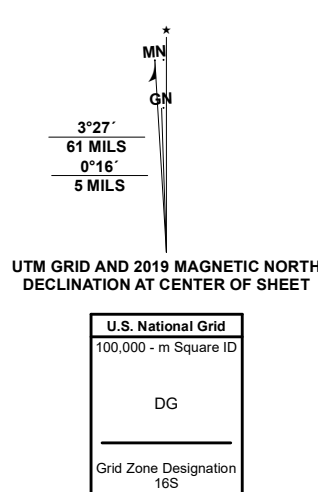 MN
GN
3°27´
61 MILS
0°16´
5 MILS
UTM GRID AND 2019 MAGNETIC NORTH
DECLINATION AT CENTER OF SHEET
U.S. National Grid
100,000 - m Square ID
DG
Grid Zone Designation
16S